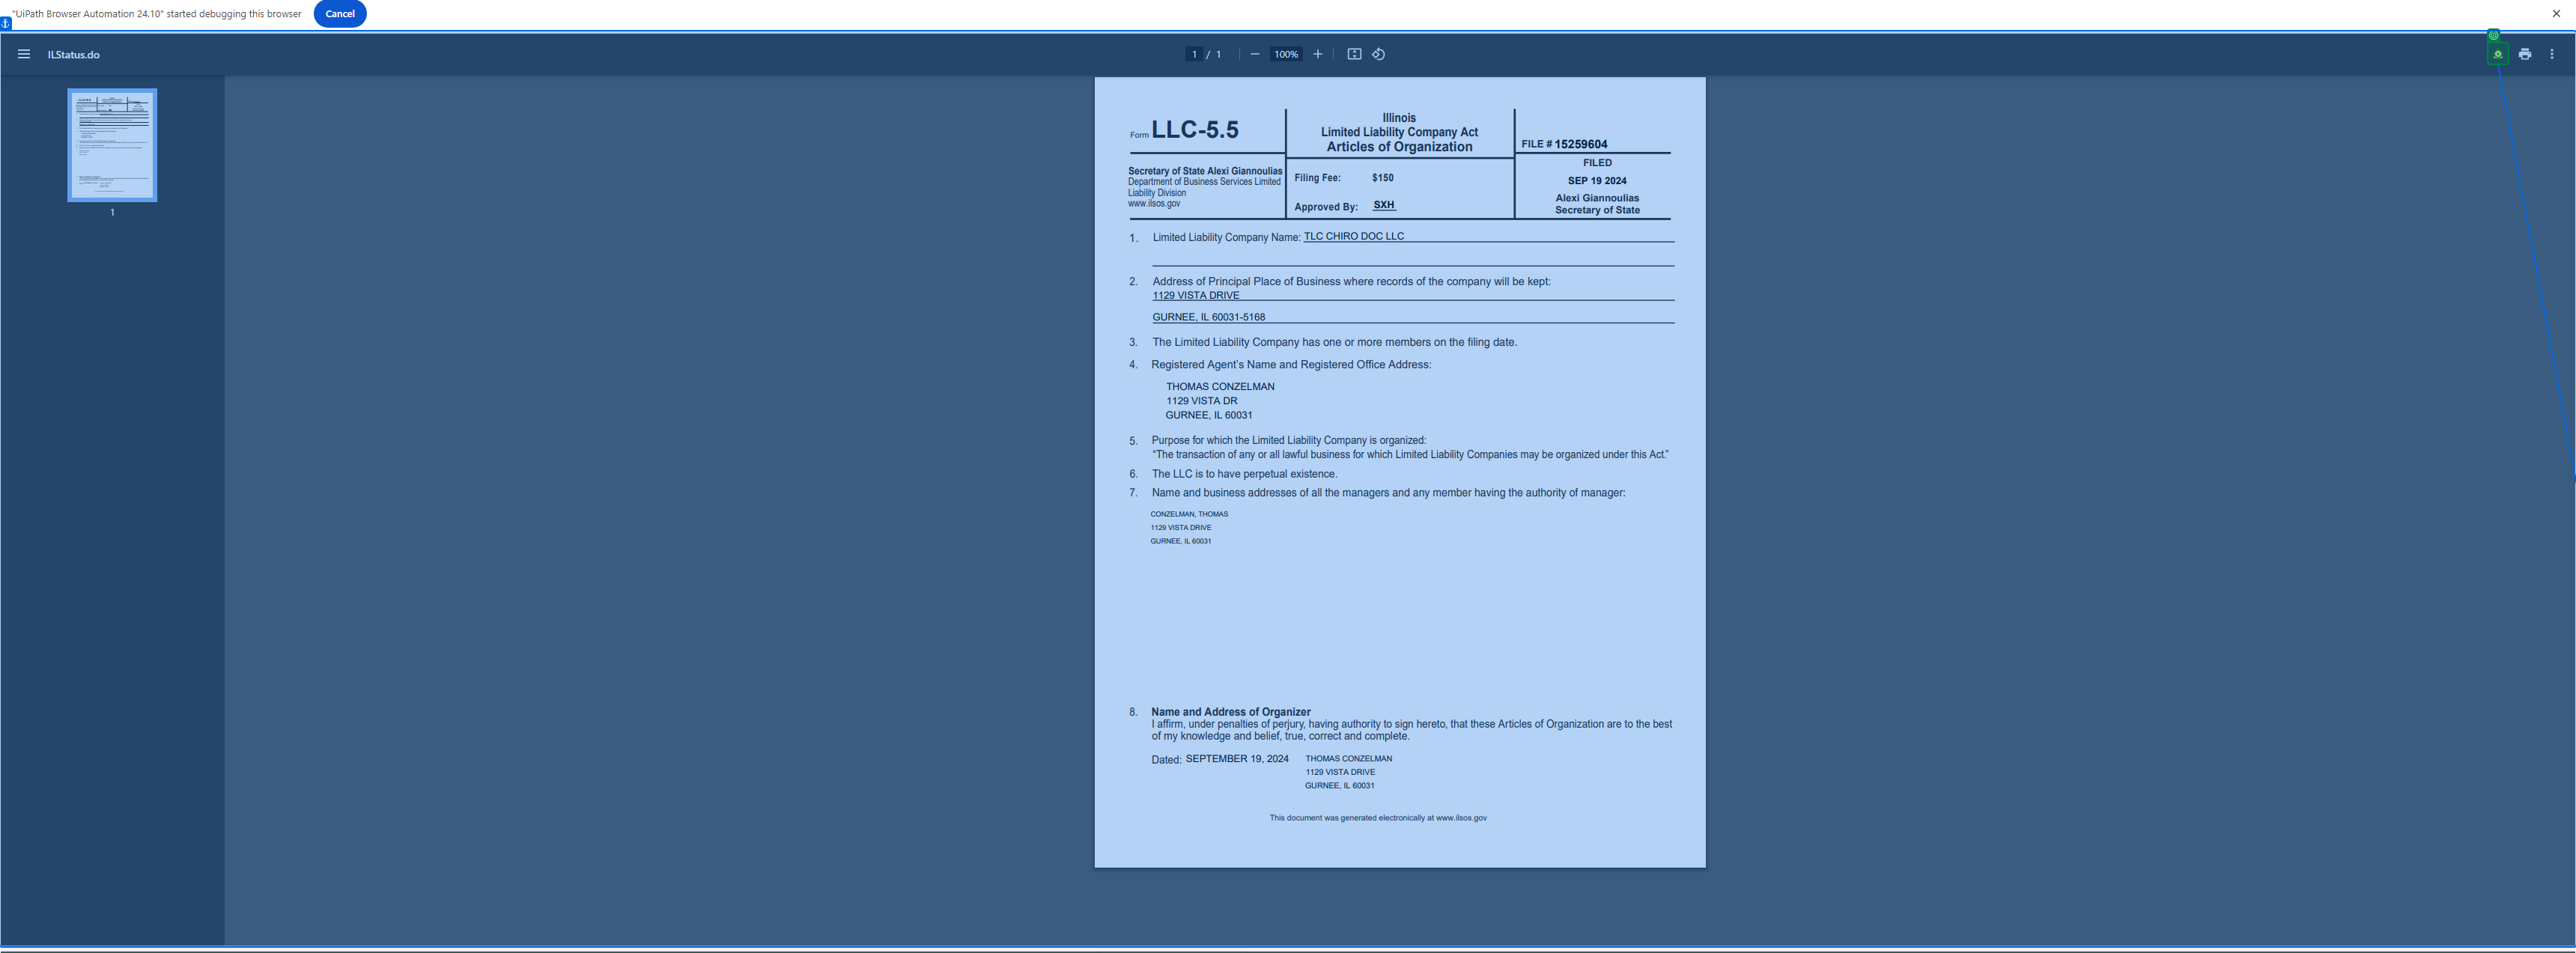 "UiPath Browser Automation 24.10" started debugging this browser
Cancel
ILStatus.do
1 / 1
100%
1
Form LLC-5.5
Illinois
Limited Liability Company Act
Articles of Organization
FILE # 15259604
Secretary of State Alexi Giannoulias
Department of Business Services Limited
Liability Division
www.ilsos.gov
Filing Fee: $150
Approved By: SXH
FILED
SEP 19 2024
Alexi Giannoulias
Secretary of State
1. Limited Liability Company Name: TLC CHIRO DOC LLC
2. Address of Principal Place of Business where records of the company will be kept:
1129 VISTA DRIVE
GURNEE, IL 60031-5168
3. The Limited Liability Company has one or more members on the filing date.
4. Registered Agent’s Name and Registered Office Address:
THOMAS CONZELMAN
1129 VISTA DR
GURNEE, IL 60031
5. Purpose for which the Limited Liability Company is organized:
“The transaction of any or all lawful business for which Limited Liability Companies may be organized under this Act.”
6. The LLC is to have perpetual existence.
7. Name and business addresses of all the managers and any member having the authority of manager:
CONZELMAN, THOMAS
1129 VISTA DRIVE
GURNEE, IL 60031
8. Name and Address of Organizer
I affirm, under penalties of perjury, having authority to sign hereto, that these Articles of Organization are to the best
of my knowledge and belief, true, correct and complete.
Dated: SEPTEMBER 19, 2024
THOMAS CONZELMAN
1129 VISTA DRIVE
GURNEE, IL 60031
This document was generated electronically at www.ilsos.gov